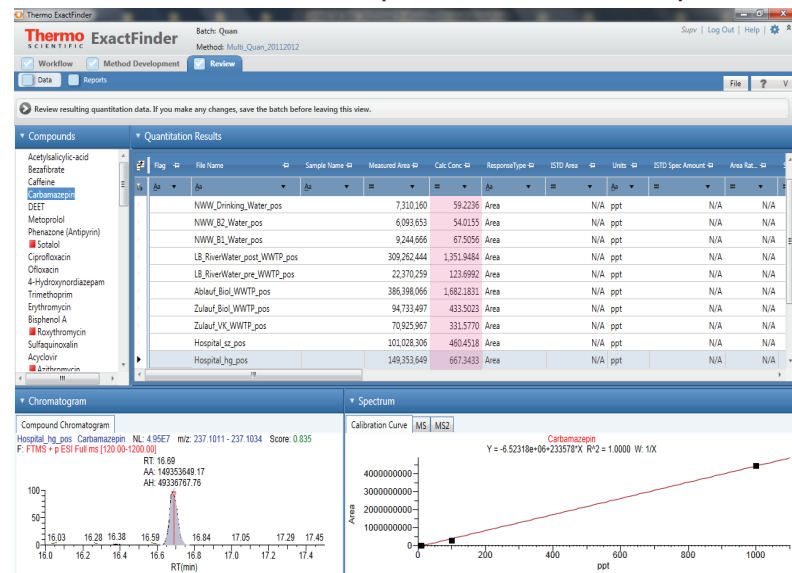 Thermo ExactFinder
Thermo SCIENTIFIC ExactFinder
Batch: Quan
Method: Multi_Quan_20112012
Supv | Log Out | Help |
Workflow Method Development Review
Data Reports
File ? V
Review resulting quantitation data. If you make any changes, save the batch before leaving this view.
Compounds
Acetylsalicylic-acid
Bezafibrate
Caffeine
Carbamazepin
DEET
Metoprolol
Phenazone (Antipyrin)
Sotalol
Ciprofloxacin
Ofloxacin
4-Hydroxynordiazepam
Trimethoprim
Erythromycin
Bisphenol A
Roxythromycin
Sulfaquinoxalin
Acyclovir
Azithromycin
Quantitation Results
Flag File Name Sample Name Measured Area Calc Conc ResponseType ISTD Area Units ISTD Spec Amount Area Rat...
Aa Aa Aa = = Aa = Aa = =
NWW_Drinking_Water_pos 7,310,160 59.2236 Area N/A ppt N/A N/A
NWW_B2_Water_pos 6,093,653 54.0155 Area N/A ppt N/A N/A
NWW_B1_Water_pos 9,244,666 67.5056 Area N/A ppt N/A N/A
LB_RiverWater_post_WWTP_pos 309,262,444 1,351.9484 Area N/A ppt N/A N/A
LB_RiverWater_pre_WWTP_pos 22,370,259 123.6992 Area N/A ppt N/A N/A
Ablauf_Biol_WWTP_pos 386,398,066 1,682.1831 Area N/A ppt N/A N/A
Zulauf_Biol_WWTP_pos 94,733,497 433.5023 Area N/A ppt N/A N/A
Zulauf_VK_WWTP_pos 70,925,967 331.5770 Area N/A ppt N/A N/A
Hospital_sz_pos 101,028,306 460.4518 Area N/A ppt N/A N/A
Hospital_hg_pos 149,353,649 667.3433 Area N/A ppt N/A N/A
Chromatogram
Compound Chromatogram
Hospital_hg_pos Carbamazepin NL: 4.95E7 m/z: 237.1011 - 237.1034 Score: 0.835
F: FTMS + p ESI Full ms [120.00-1200.00]
RT: 16.69
AA: 149353649.17
AH: 49336767.76
100
50
0
16.03 16.28 16.38 16.59 16.84 17.05 17.29 17.45
16.0 16.2 16.4 16.6 16.8 17.0 17.2 17.4
RT(min)
Spectrum
Calibration Curve MS MS2
Carbamazepin
Y = -6.52318e+06+233578*X R^2 = 1.0000 W: 1/X
Area
4000000000
3000000000
2000000000
1000000000
0
0 200 400 600 800 1000
ppt